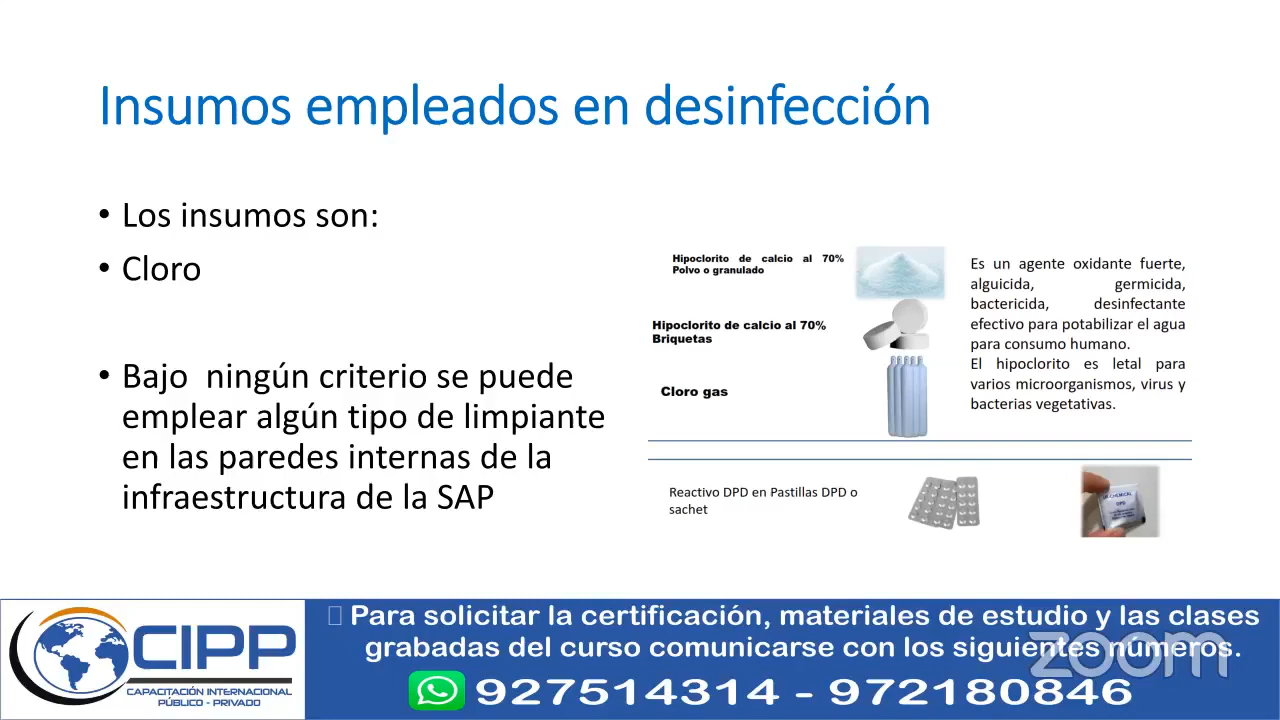 Insumos empleados en desinfección
• Los insumos son:
• Cloro
• Bajo ningún criterio se puede
emplear algún tipo de limpiante
en las paredes internas de la
infraestructura de la SAP
Hipoclorito de calcio al 70%
Polvo o granulado
Hipoclorito de calcio al 70%
Briquetas
Cloro gas
Es un agente oxidante fuerte,
alguicida, germicida,
bactericida, desinfectante
efectivo para potabilizar el agua
para consumo humano.
El hipoclorito es letal para
varios microorganismos, virus y
bacterias vegetativas.
Reactivo DPD en Pastillas DPD o
sachet
CHEMICAL
DPD
CIPP
CAPACITACIÓN INTERNACIONAL
PÚBLICO - PRIVADO
Para solicitar la certificación, materiales de estudio y las clases
grabadas del curso comunicarse con los siguientes números.
927514314 - 972180846
zoom